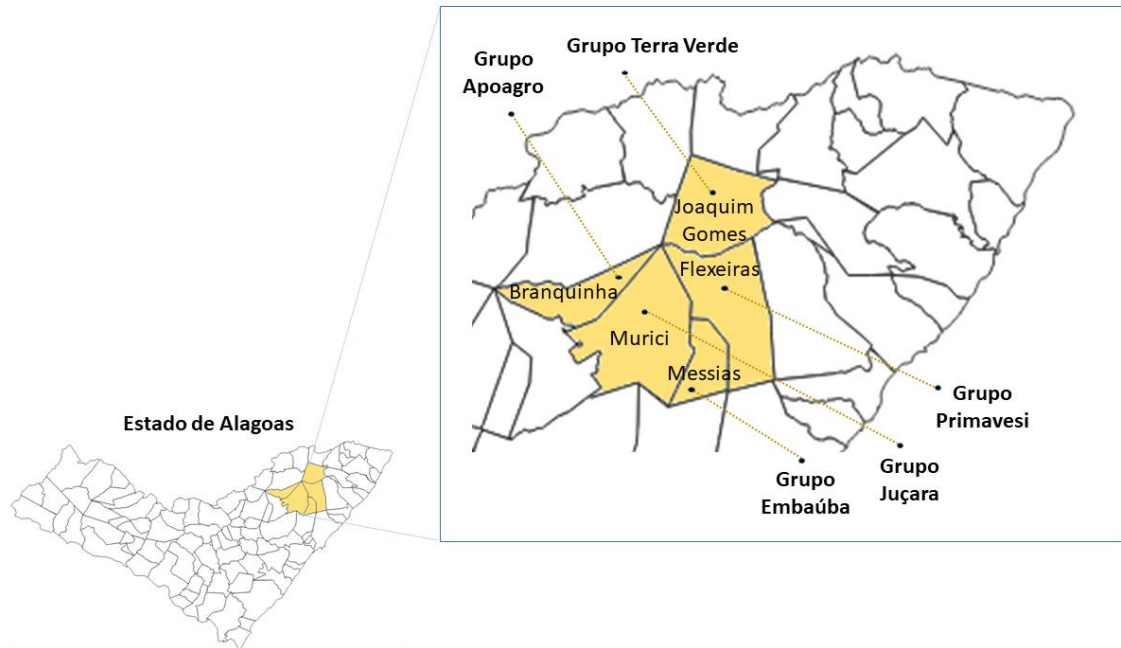 Grupo Terra Verde
Grupo
Apoagro
Joaquim
Gomes
Flexeiras
Branquinha
Murici
Messias
Grupo
Primavesi
Grupo
Juçara
Grupo
Embaúba
Estado de Alagoas